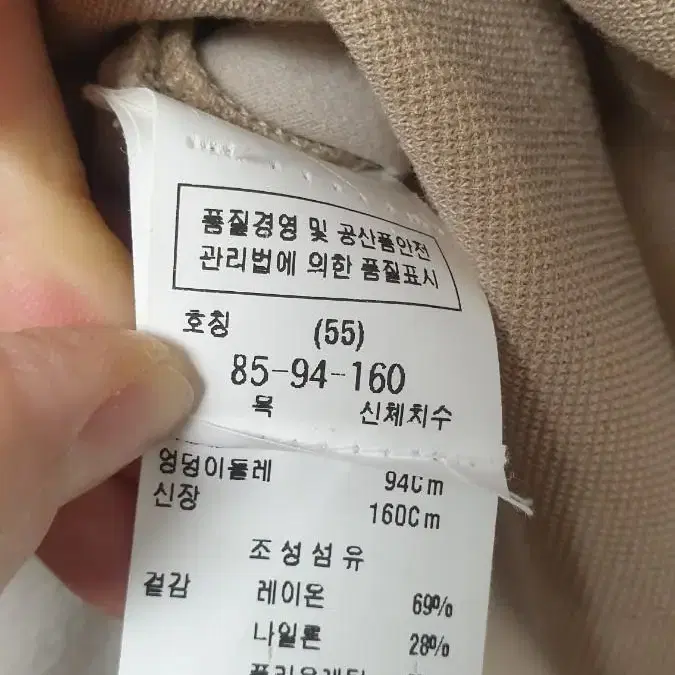 품질경영 및 공산품안전
관리법에 의한 품질표시
호칭 (55)
85-94-160
목 신체치수
엉덩이둘레 94Cm
신장 160Cm
조성섬유
겉감 레이온 69%
나일론 28%